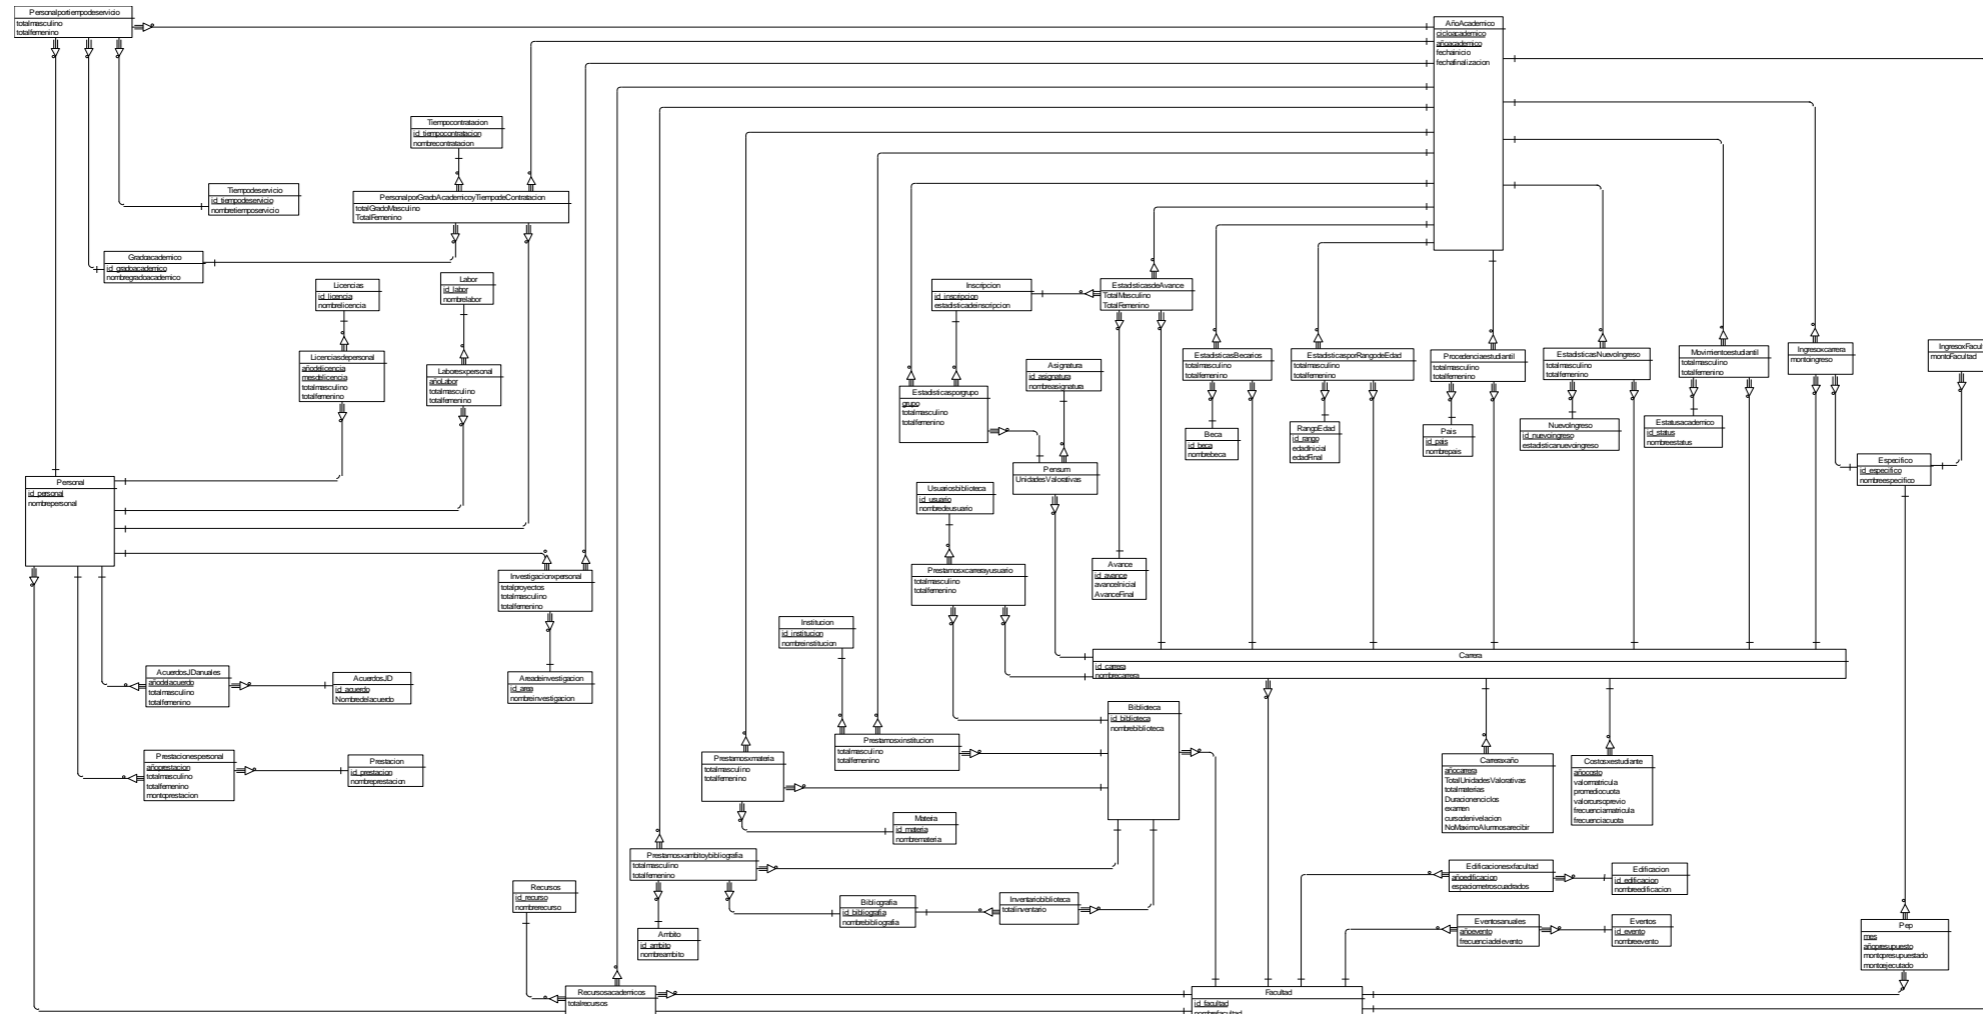 Personalportiempodeservicio
totalmasculino
totalfemenino
AñoAcademico
cicloacademico
añoacademico
fechainicio
fechafinalizacion
Tiempocontratacion
id_tiempocontratacion
nombrecontratacion
Tiempodeservicio
id_tiempodeservicio
nombretiemposervicio
PersonalporGradoAcademicoyTiempodeContratacion
totalGradoMasculino
TotalFemenino
Gradoacademico
id_gradoacademico
nombregradoacademico
Licencias
id_licencia
nombrelicencia
Labor
id_labor
nombrelabor
Inscripcion
id_inscripcion
estadisticadeinscripcion
EstadisticasdeAvance
TotalMasculino
TotalFemenino
Licenciasdepersonal
añodelicencia
mesdelicencia
totalmasculino
totalfemenino
Laboresxpersonal
añoLabor
totalmasculino
totalfemenino
Estadisticasporgrupo
grupo
totalmasculino
totalfemenino
Asignatura
id_asignatura
nombreasignatura
EstadisticasBecarios
totalmasculino
totalfemenino
EstadisticasporRangodeEdad
totalmasculino
totalfemenino
Procedenciaestudiantil
totalmasculino
totalfemenino
EstadisticasNuevoIngreso
totalmasculino
totalfemenino
Movimientoestudiantil
totalmasculino
totalfemenino
Ingresoxcarrera
montoingreso
IngresoxFacul
montoFacultad
Beca
id_beca
nombrebeca
RangoEdad
id_rango
edadInicial
edadFinal
Pais
id_pais
nombrepais
NuevoIngreso
id_nuevoingreso
estadisticanuevoingreso
Estatusacademico
id_status
nombreestatus
Especifico
id_especifico
nombreespecifico
Pensum
UnidadesValorativas
Personal
id_personal
nombrepersonal
Usuariosbiblioteca
id_usuario
nombredeusuario
Prestamosxcarrerayusuario
totalmasculino
totalfemenino
Avance
id_avance
avanceInicial
AvanceFinal
Investigacionxpersonal
totalproyectos
totalmasculino
totalfemenino
Institucion
id_institucion
nombreinstitucion
Carrera
id_carrera
nombrecarrera
AcuerdosJDanuales
añodelacuerdo
totalmasculino
totalfemenino
AcuerdosJD
id_acuerdo
Nombredelacuerdo
Areadeinvestigacion
id_area
nombreinvestigacion
Biblioteca
id_biblioteca
nombrebiblioteca
Prestamosxinstitucion
totalmasculino
totalfemenino
Prestacionespersonal
añoprestacion
totalmasculino
totalfemenino
montoprestacion
Prestacion
id_prestacion
nombreprestacion
Prestamosxmateria
totalmasculino
totalfemenino
Carreraxaño
añocarrera
TotalUnidadesValorativas
totalmaterias
Duracionenciclos
examen
cursodenivelacion
NoMaximoAlumnosarecibir
Costosxestudiante
añocosto
valormatricula
promediocuota
valorcursoprevio
frecuenciamatricula
frecuenciacuota
Materia
id_materia
nombremateria
Prestamosxambitoybibliografia
totalmasculino
totalfemenino
Edificacionesxfacultad
añoedificacion
espaciometroscuadrados
Edificacion
id_edificacion
nombreedificacion
Recursos
id_recurso
nombrerecurso
Bibliografia
id_bibliografia
nombrebibliografia
Inventariobiblioteca
totalinventario
Eventosanuales
añoevento
frecuenciadelevento
Eventos
id_evento
nombreevento
Pep
mes
añopresupuesto
montopresupuestado
montoejecutado
Ambito
id_ambito
nombreambito
Recursosacademicos
totalrecursos
Facultad
id_facultad
nombrefacultad